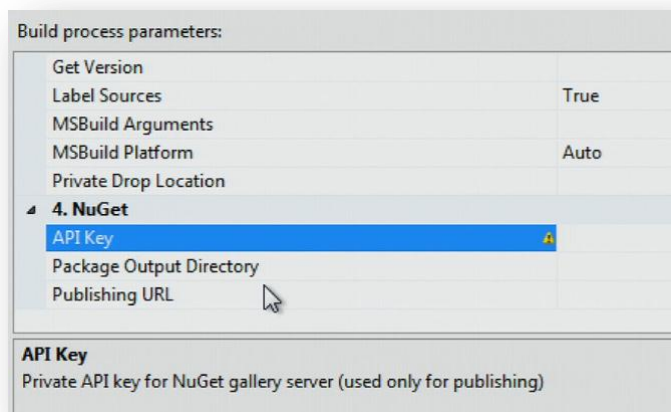 Build process parameters:
Get Version
Label Sources True
MSBuild Arguments
MSBuild Platform Auto
Private Drop Location
4. NuGet
API Key
Package Output Directory
Publishing URL
API Key
Private API key for NuGet gallery server (used only for publishing)